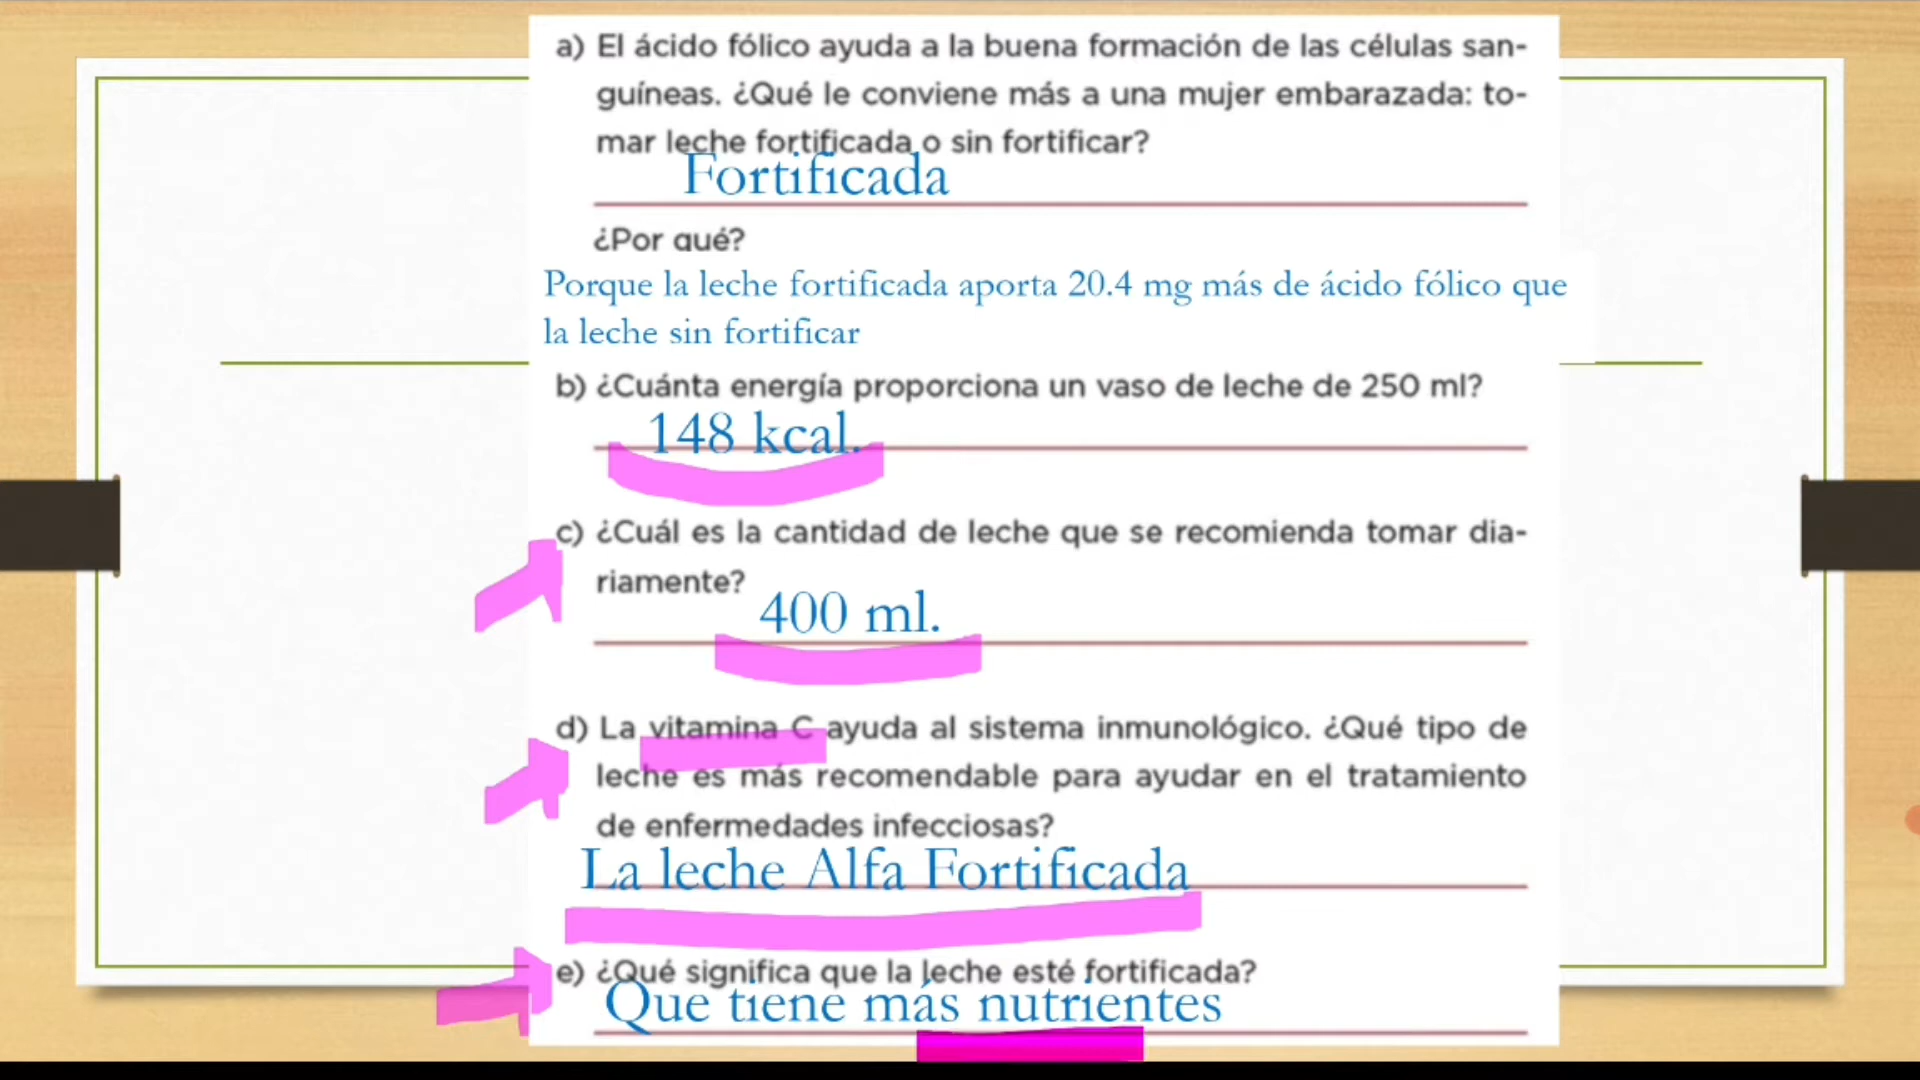 a) El ácido fólico ayuda a la buena formación de las células san-
guíneas. ¿Qué le conviene más a una mujer embarazada: to-
mar leche fortificada o sin fortificar?
Fortificada
¿Por qué?
Porque la leche fortificada aporta 20.4 mg más de ácido fólico que
la leche sin fortificar
b) ¿Cuánta energía proporciona un vaso de leche de 250 ml?
148 kcal.
c) ¿Cuál es la cantidad de leche que se recomienda tomar dia-
riamente?
400 ml.
d) La vitamina C ayuda al sistema inmunológico. ¿Qué tipo de
leche es más recomendable para ayudar en el tratamiento
de enfermedades infecciosas?
La leche Alfa Fortificada
e) ¿Qué significa que la leche esté fortificada?
Que tiene más nutrientes